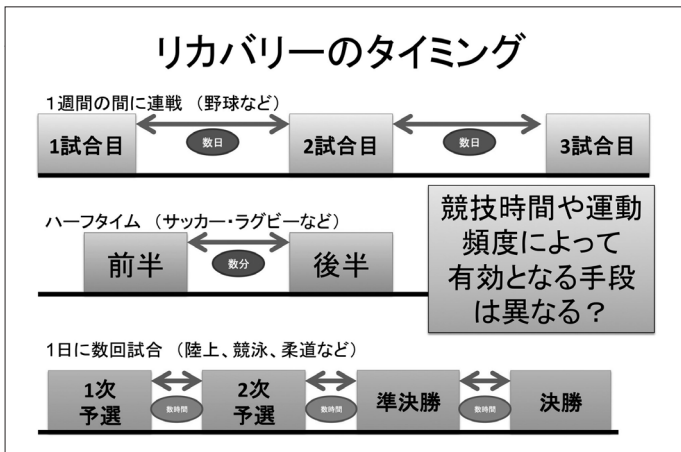 リカバリーのタイミング
1週間の間に連戦 (野球など)
1試合目
数日
2試合目
数日
3試合目
ハーフタイム (サッカー・ラグビーなど)
前半
数分
後半
競技時間や運動
頻度によって
有効となる手段
は異なる？
1日に数回試合 (陸上、競泳、柔道など)
1次
予選
数時間
2次
予選
数時間
準決勝
数時間
決勝